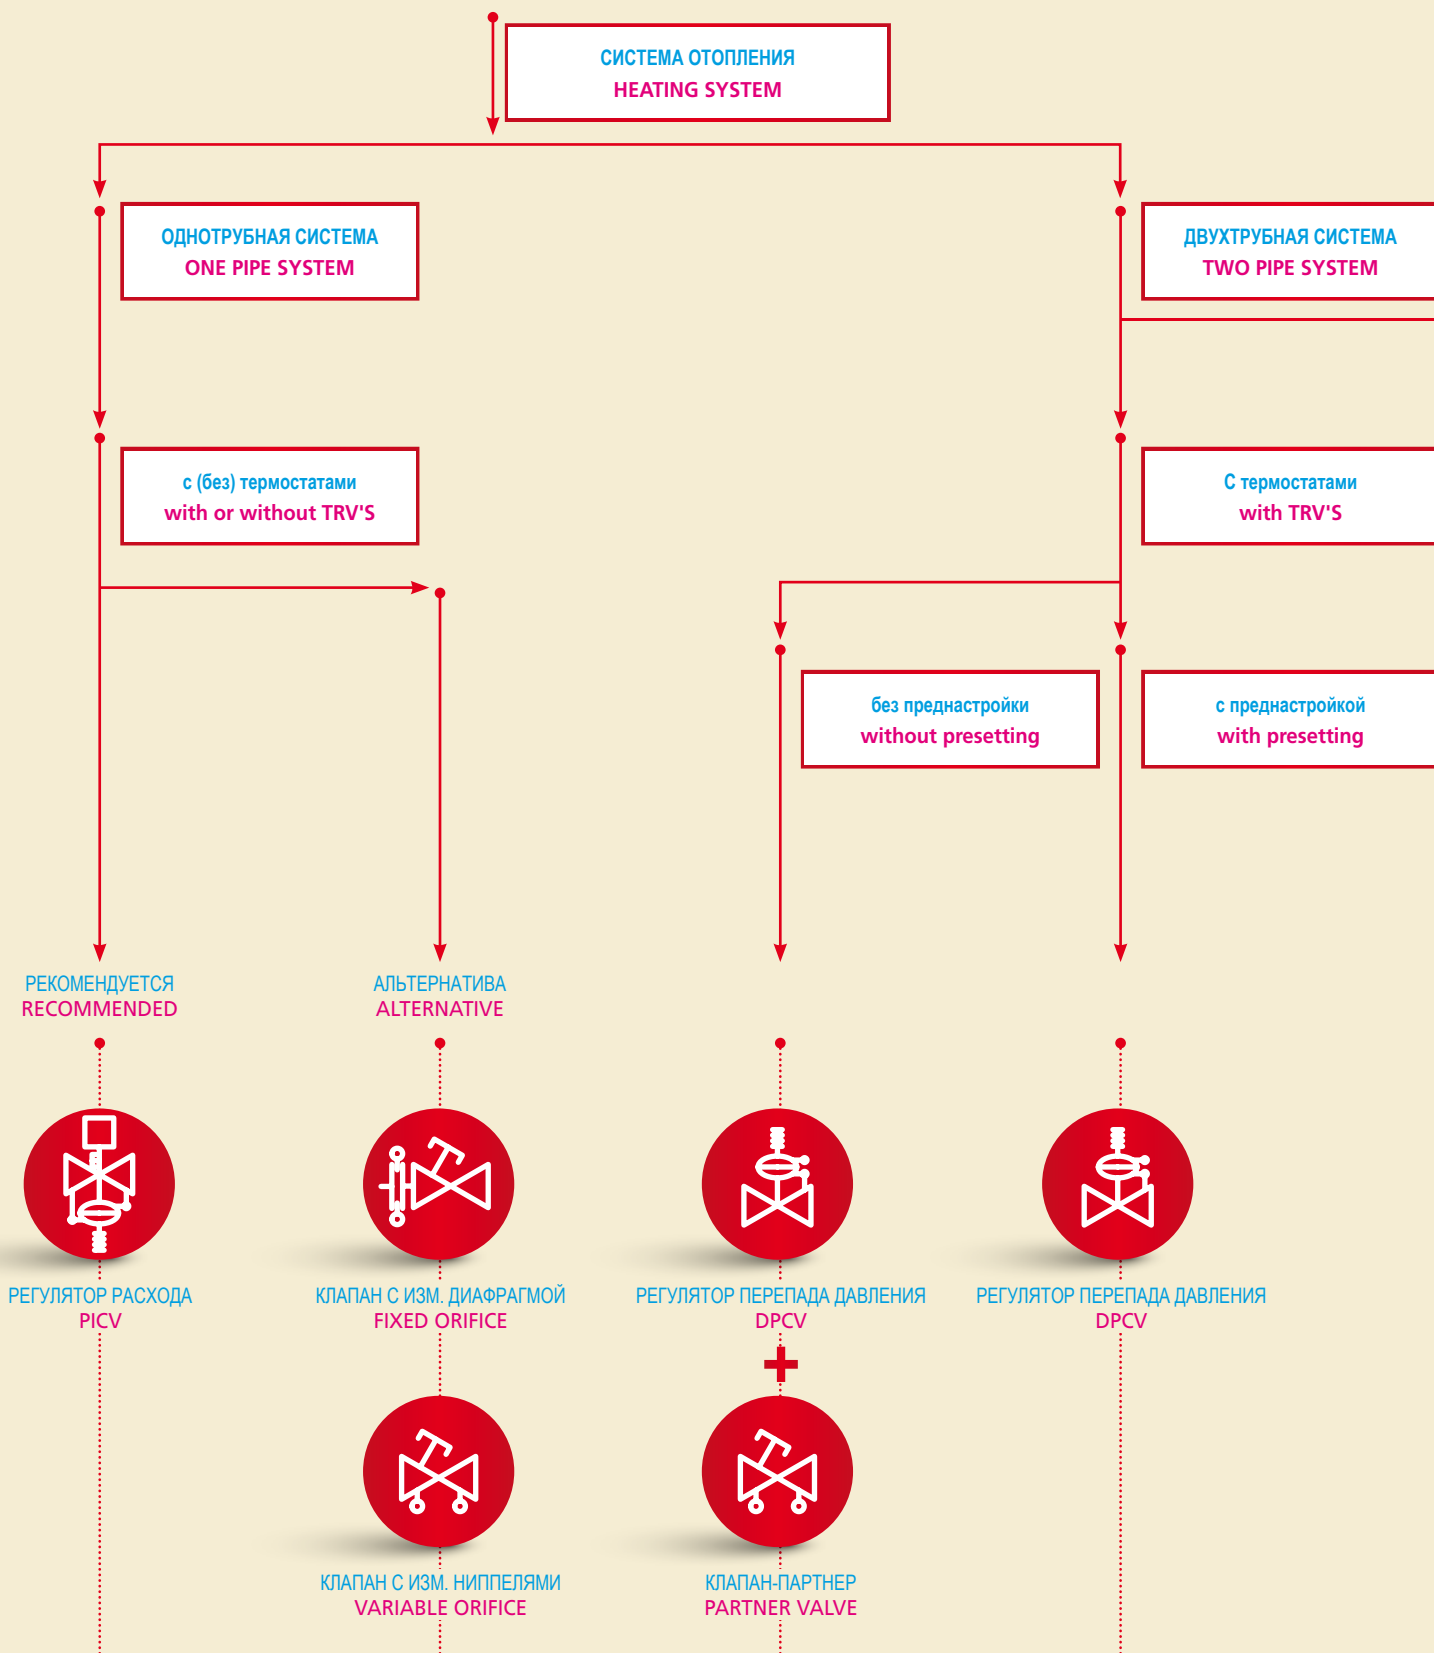 СИСТЕМА ОТОПЛЕНИЯ
HEATING SYSTEM
ОДНОТРУБНАЯ СИСТЕМА
ONE PIPE SYSTEM
ДВУХТРУБНАЯ СИСТЕМА
TWO PIPE SYSTEM
с (без) термостатами
with or without TRV'S
С термостатами
with TRV'S
без преднастройки
without presetting
с преднастройкой
with presetting
РЕКОМЕНДУЕТСЯ
RECOMMENDED
АЛЬТЕРНАТИВА
ALTERNATIVE
РЕГУЛЯТОР РАСХОДА
PICV
КЛАПАН С ИЗМ. ДИАФРАГМОЙ
FIXED ORIFICE
РЕГУЛЯТОР ПЕРЕПАДА ДАВЛЕНИЯ
DPCV
РЕГУЛЯТОР ПЕРЕПАДА ДАВЛЕНИЯ
DPCV
КЛАПАН С ИЗМ. НИППЕЛЯМИ
VARIABLE ORIFICE
КЛАПАН-ПАРТНЕР
PARTNER VALVE